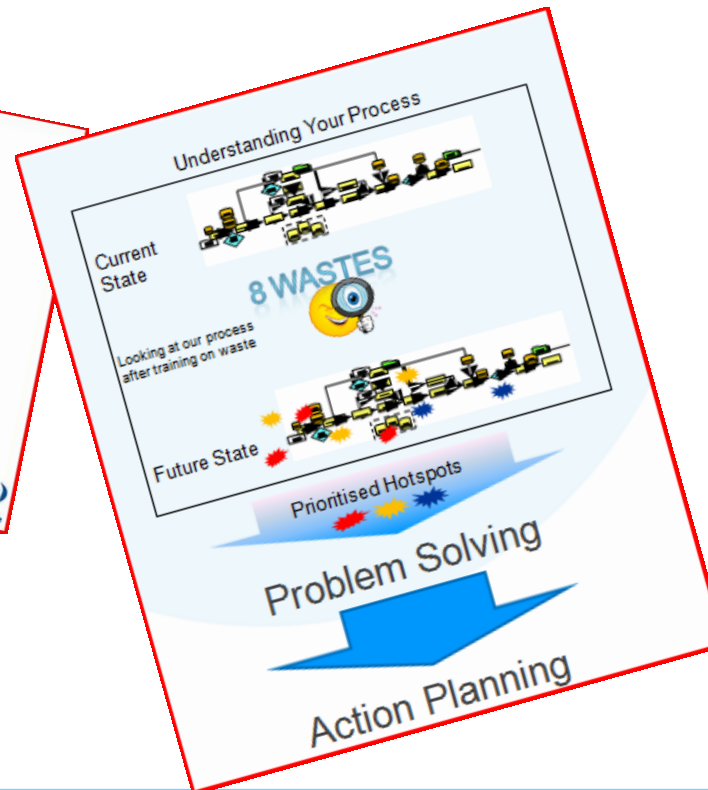 Understanding Your Process
Current
State
8 WASTES
Looking at our process
after training on waste
Future State
Prioritised Hotspots
Problem Solving
Action Planning